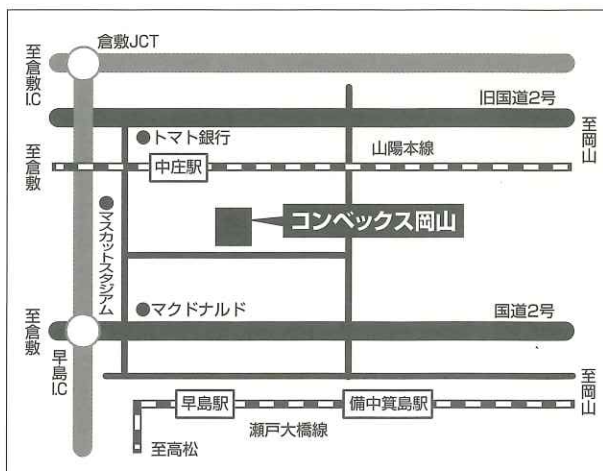 倉敷JCT
至倉敷I.C
旧国道2号
至岡山
トマト銀行
山陽本線
至倉敷
中庄駅
マスカットスタジアム
コンベックス岡山
マクドナルド
国道2号
至倉敷
早島I.C
早島駅
備中箕島駅
至岡山
瀬戸大橋線
至高松